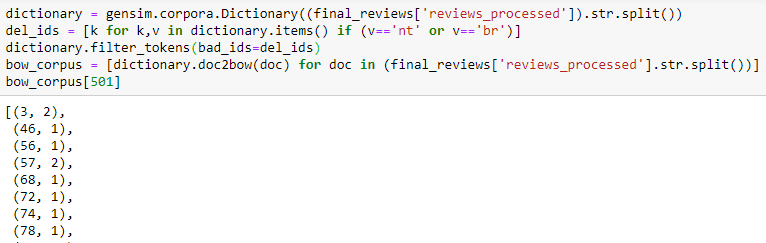 dictionary = gensim.corpora.Dictionary((final_reviews['reviews_processed']).str.split())
del_ids = [k for k,v in dictionary.items() if (v=='nt' or v=='br')]
dictionary.filter_tokens(bad_ids=del_ids)
bow_corpus = [dictionary.doc2bow(doc) for doc in (final_reviews['reviews_processed'].str.split())]
bow_corpus[501]
[(3, 2),
(46, 1),
(56, 1),
(57, 2),
(68, 1),
(72, 1),
(74, 1),
(78, 1),